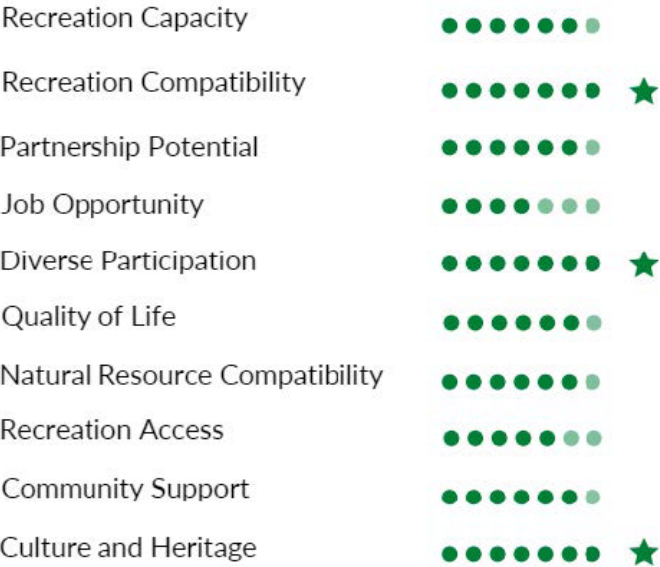 Recreation Capacity
Recreation Compatibility
Partnership Potential
Job Opportunity
Diverse Participation
Quality of Life
Natural Resource Compatibility
Recreation Access
Community Support
Culture and Heritage